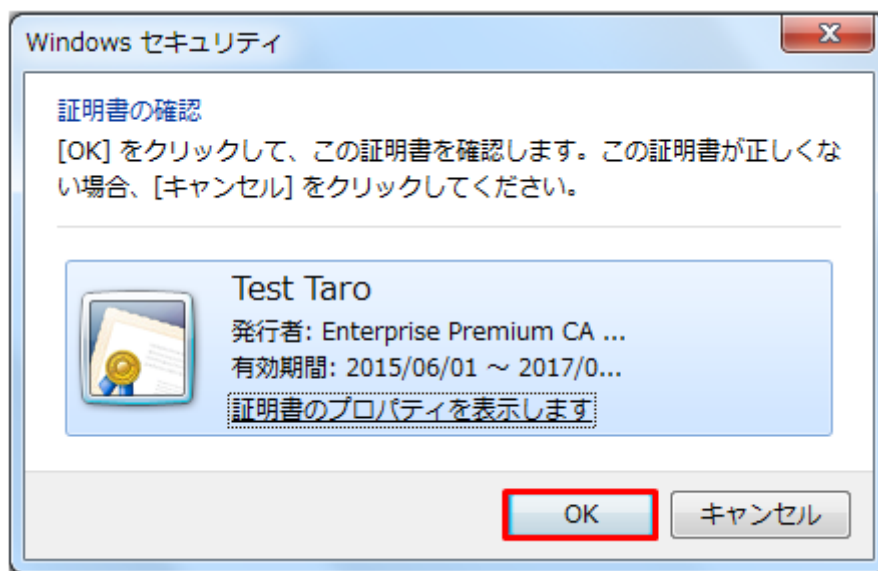 Windows セキュリティ
証明書の確認
[OK] をクリックして、この証明書を確認します。この証明書が正しくな
い場合、[キャンセル] をクリックしてください。
Test Taro
発行者: Enterprise Premium CA ...
有効期間: 2015/06/01 ～ 2017/0...
証明書のプロパティを表示します
OK
キャンセル